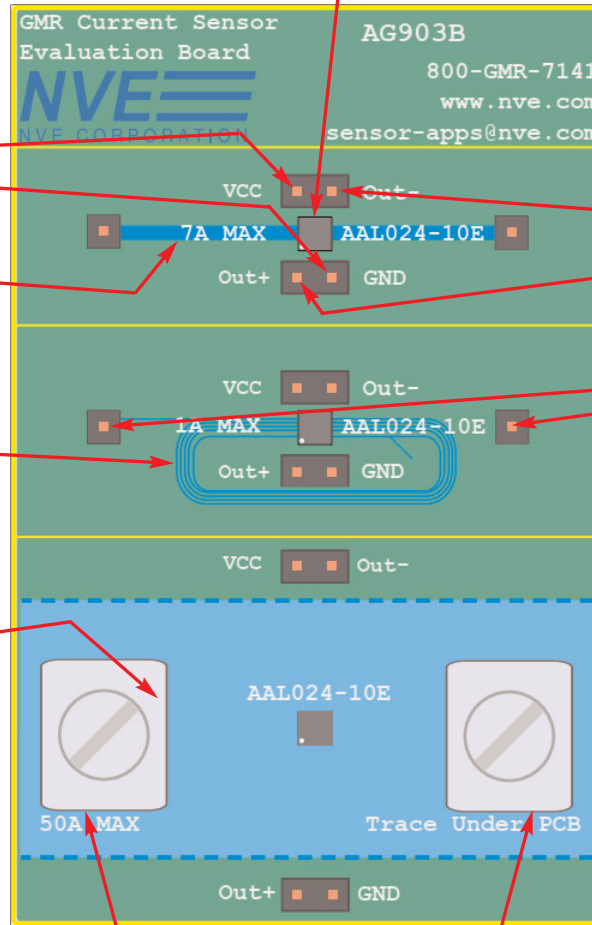 GMR Current Sensor
Evaluation Board
AG903B
800-GMR-7141
www.nve.com
sensor-apps@nve.com
NVE
NVE CORPORATION
VCC Out-
7A MAX AAL024-10E
Out+ GND
VCC Out-
1A MAX AAL024-10E
Out+ GND
VCC Out-
AAL024-10E
50A MAX Trace Under PCB
Out+ GND